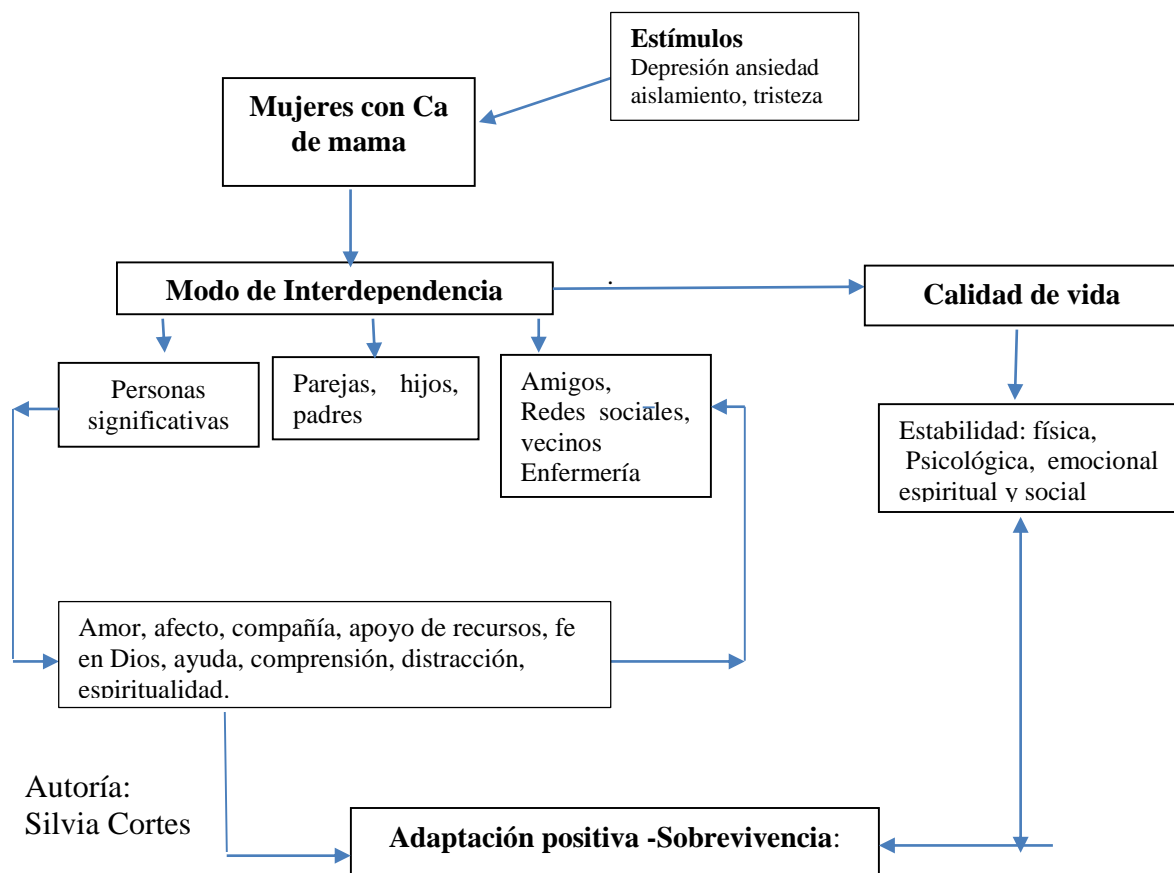 Estímulos
Depresión ansiedad
aislamiento, tristeza
Mujeres con Ca
de mama
Modo de Interdependencia
.
Calidad de vida
Personas
significativas
Parejas, hijos,
padres
Amigos,
Redes sociales,
vecinos
Enfermería
Estabilidad: física,
Psicológica, emocional
espiritual y social
Amor, afecto, compañía, apoyo de recursos, fe
en Dios, ayuda, comprensión, distracción,
espiritualidad.
Autoría:
Silvia Cortes
Adaptación positiva -Sobrevivencia: